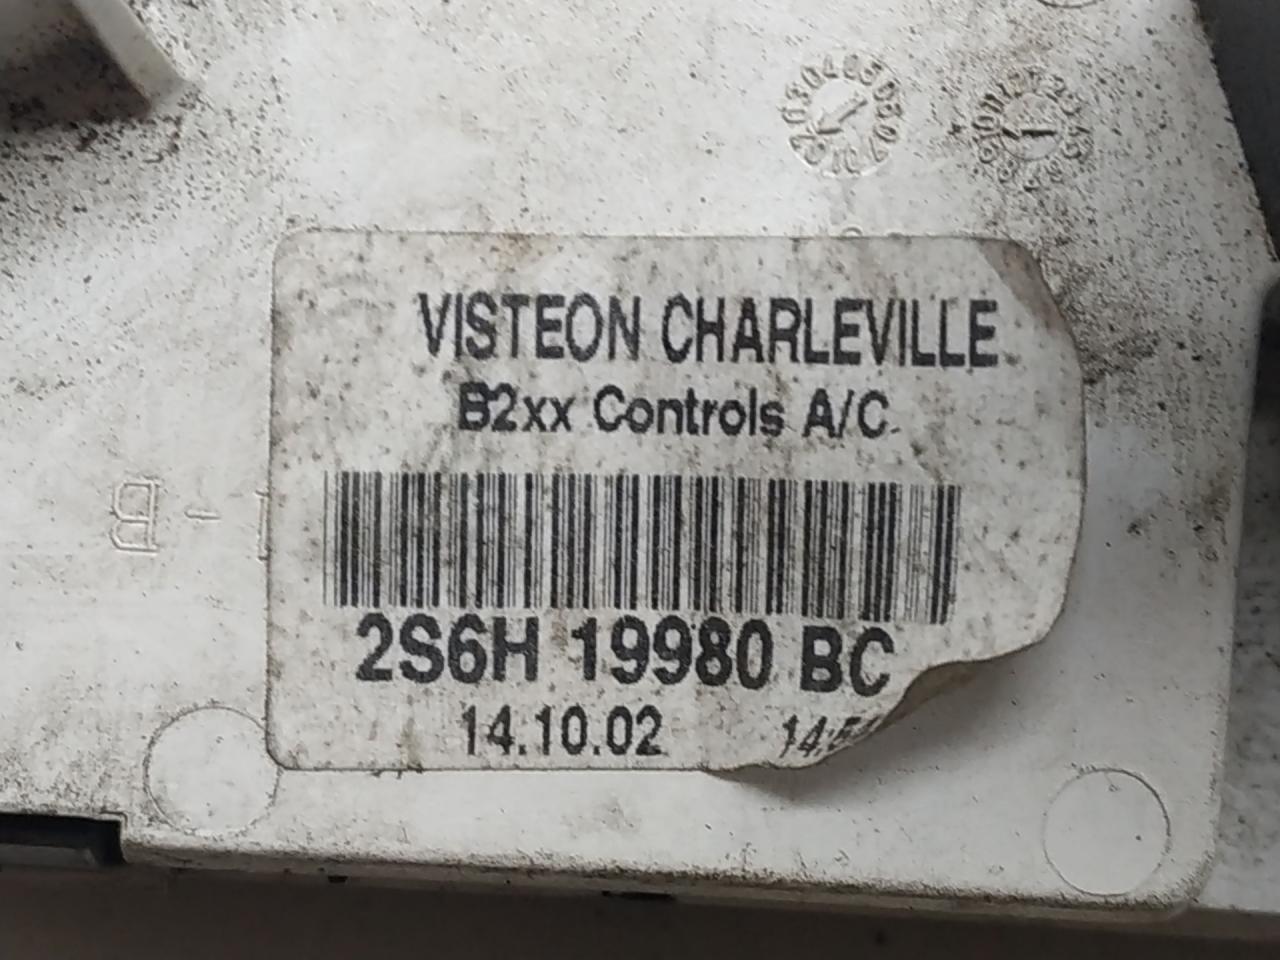 VISTEON CHARLEVILLE
B2xx Controls A/C
2S6H 19980 BC
14.10.02